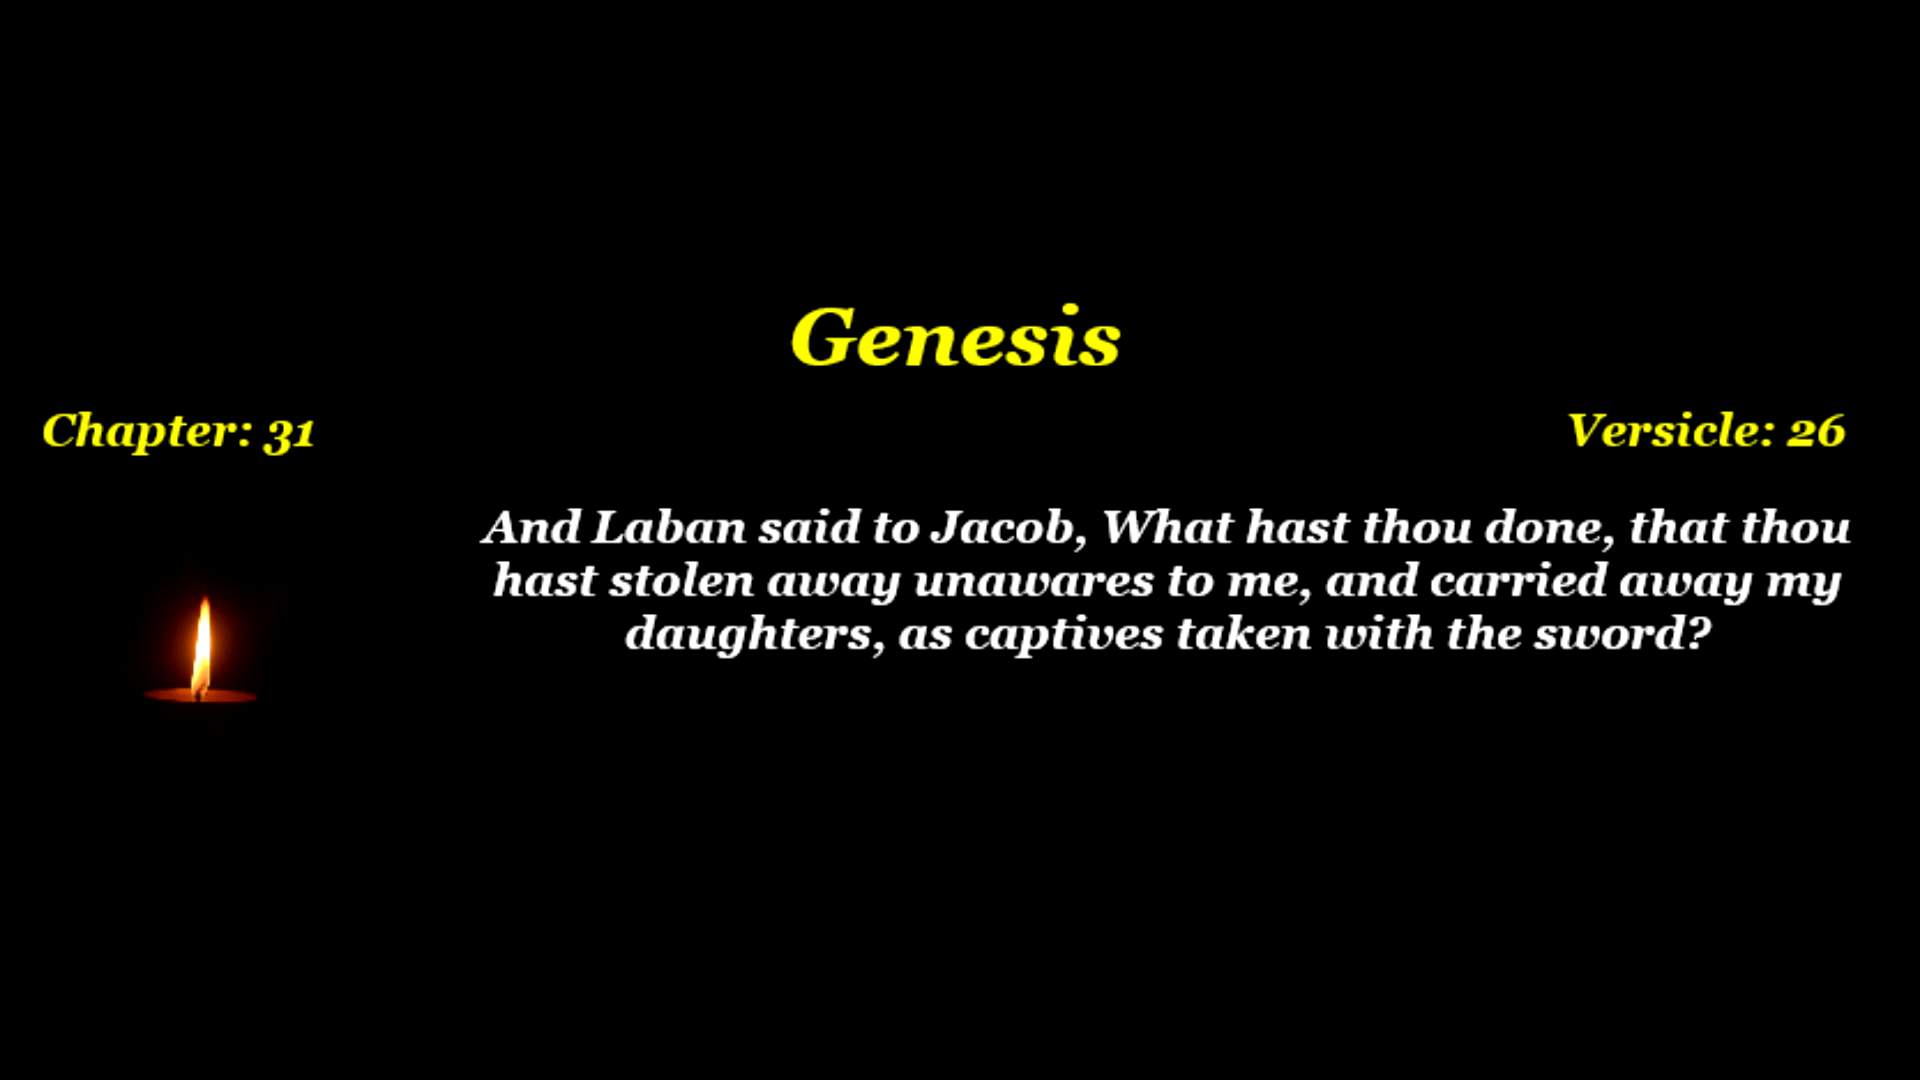 Genesis
Chapter: 31
Versicle: 26
And Laban said to Jacob, What hast thou done, that thou
hast stolen away unawares to me, and carried away my
daughters, as captives taken with the sword?